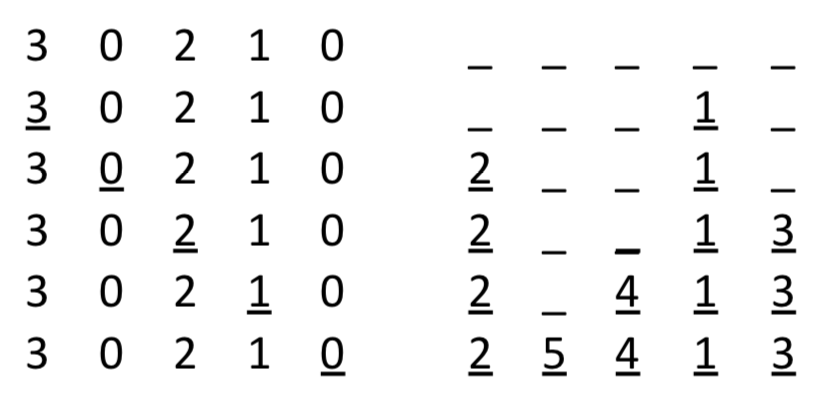 3 0 2 1 0 _ _ _ _ _
3 0 2 1 0 _ _ _ 1 _
3 0 2 1 0 2 _ _ 1 _
3 0 2 1 0 2 _ _ 1 3
3 0 2 1 0 2 _ 4 1 3
3 0 2 1 0 2 5 4 1 3